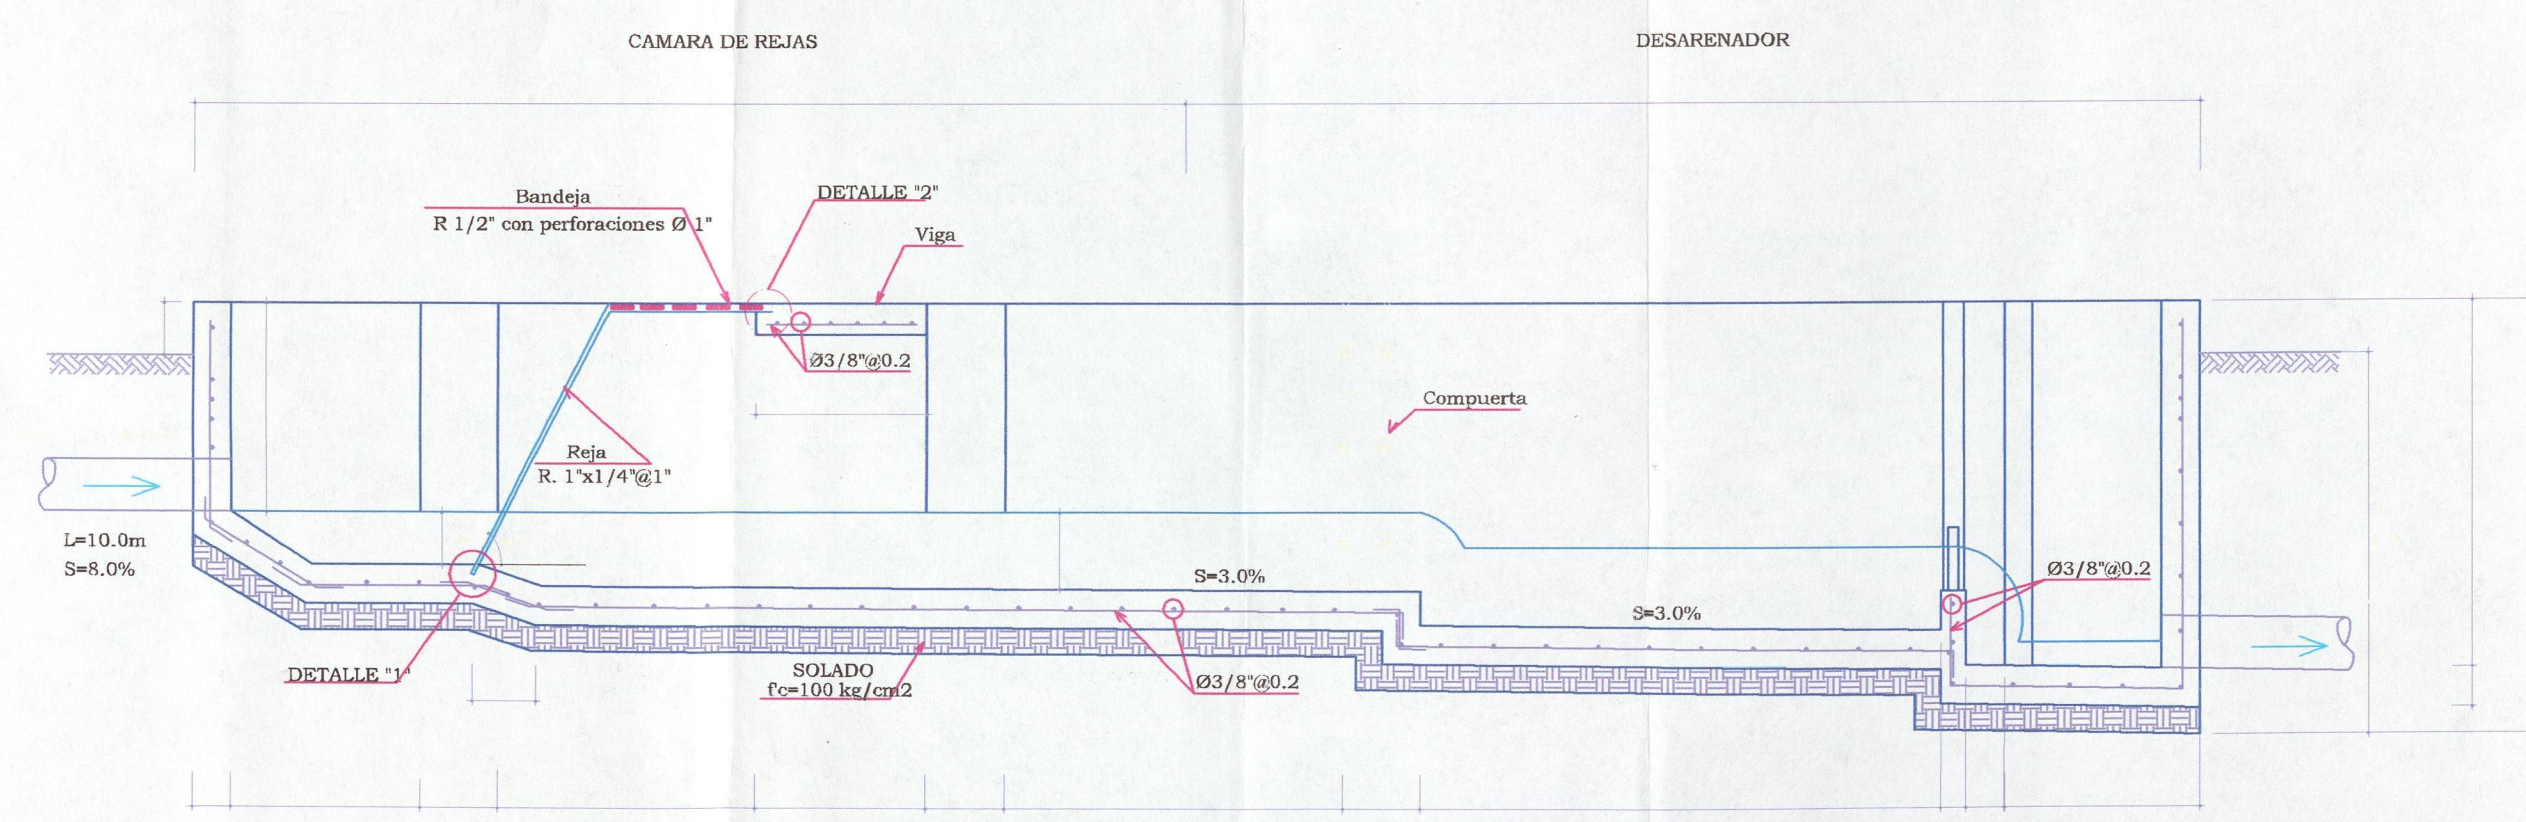 CAMARA DE REJAS
DESARENADOR
Bandeja
R 1/2" con perforaciones Ø 1"
DETALLE "2"
Viga
Ø3/8"@0.2
Compuerta
Reja
R. 1"x1/4"@1"
L=10.0m
S=8.0%
S=3.0%
S=3.0%
Ø3/8"@0.2
DETALLE "1"
SOLADO
f'c=100 kg/cm2
Ø3/8"@0.2